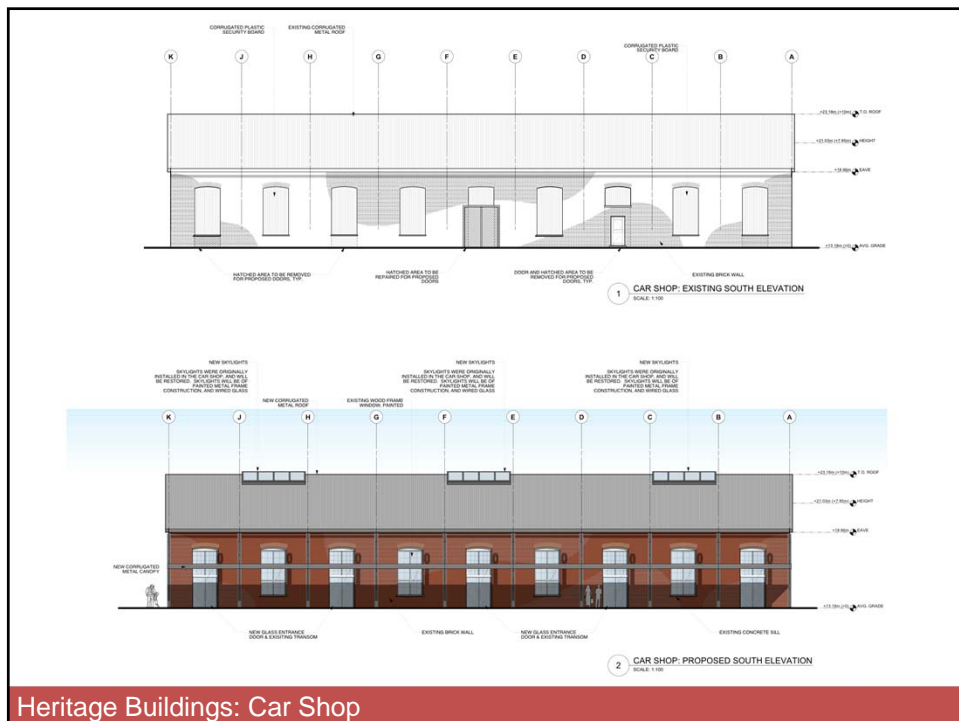 CORRUGATED PLASTIC
SECURITY BOARD
EXISTING CORRUGATED
METAL ROOF
CORRUGATED PLASTIC
SECURITY BOARD
K J H G F E D C B A
T.O. ROOF
HEIGHT
EAVE
AVG. GRADE
HATCHED AREA TO BE REMOVED
FOR PROPOSED DOORS, TYP.
HATCHED AREA TO BE
REPAIRED FOR PROPOSED
DOORS
DOOR AND HATCHED AREA TO BE
REMOVED FOR PROPOSED
DOORS, TYP.
EXISTING BRICK WALL
1 CAR SHOP: EXISTING SOUTH ELEVATION
SCALE: 1:100
NEW SKYLIGHTS
SKYLIGHTS WERE ORIGINALLY
INSTALLED IN THE CAR SHOP, AND WILL
BE RESTORED. SKYLIGHTS WILL BE OF
PAINTED METAL FRAME
CONSTRUCTION, AND WIRED GLASS
NEW CORRUGATED
METAL ROOF
NEW SKYLIGHTS
SKYLIGHTS WERE ORIGINALLY
INSTALLED IN THE CAR SHOP, AND WILL
BE RESTORED. SKYLIGHTS WILL BE OF
PAINTED METAL FRAME
CONSTRUCTION, AND WIRED GLASS
EXISTING WOOD FRAME
WINDOW, PAINTED
NEW SKYLIGHTS
SKYLIGHTS WERE ORIGINALLY
INSTALLED IN THE CAR SHOP, AND WILL
BE RESTORED. SKYLIGHTS WILL BE OF
PAINTED METAL FRAME
CONSTRUCTION, AND WIRED GLASS
K J H G F E D C B A
T.O. ROOF
HEIGHT
EAVE
AVG. GRADE
NEW CORRUGATED
METAL CANOPY
NEW GLASS ENTRANCE
DOOR & EXISTING TRANSOM
EXISTING BRICK WALL
NEW GLASS ENTRANCE
DOOR & EXISTING TRANSOM
EXISTING CONCRETE SILL
2 CAR SHOP: PROPOSED SOUTH ELEVATION
SCALE: 1:100
Heritage Buildings: Car Shop